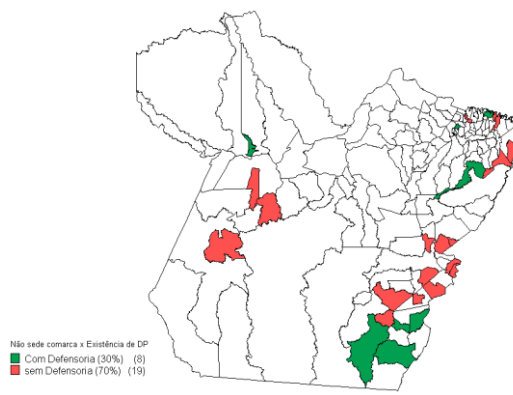 Não sede comarca x Existência de DP
Com Defensoria (30%) (8)
sem Defensoria (70%) (19)